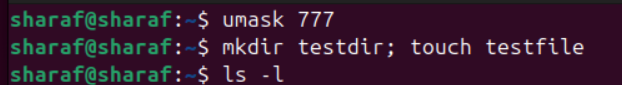 sharaf@sharaf:~$ umask 777
sharaf@sharaf:~$ mkdir testdir; touch testfile
sharaf@sharaf:~$ ls -l